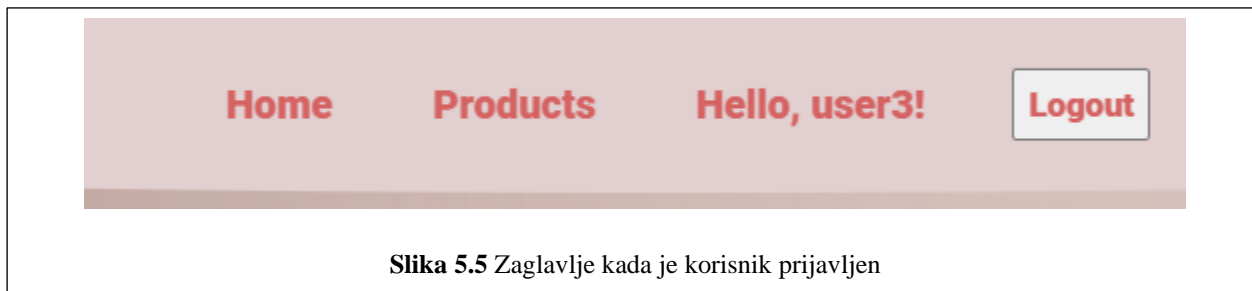 Home Products Hello, user3! Logout
Slika 5.5 Zaglavlje kada je korisnik prijavljen